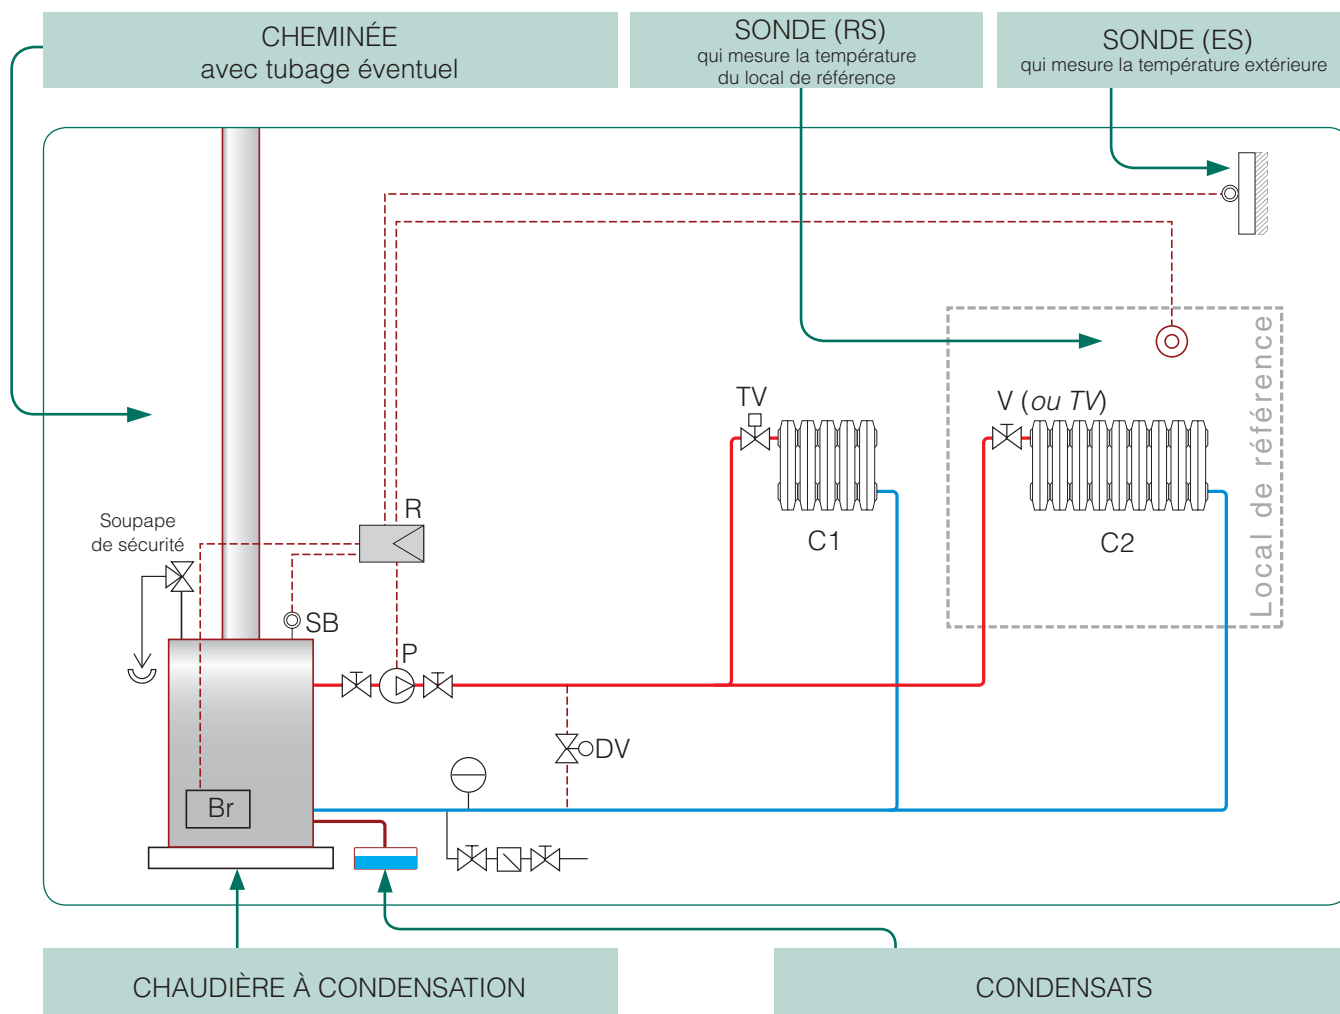 CHEMINÉE
avec tubage éventuel
SONDE (RS)
qui mesure la température
du local de référence
SONDE (ES)
qui mesure la température extérieure
TV
V (ou TV)
Local de référence
R
Soupape
de sécurité
C1
C2
SB
P
DV
Br
CHAUDIÈRE À CONDENSATION
CONDENSATS